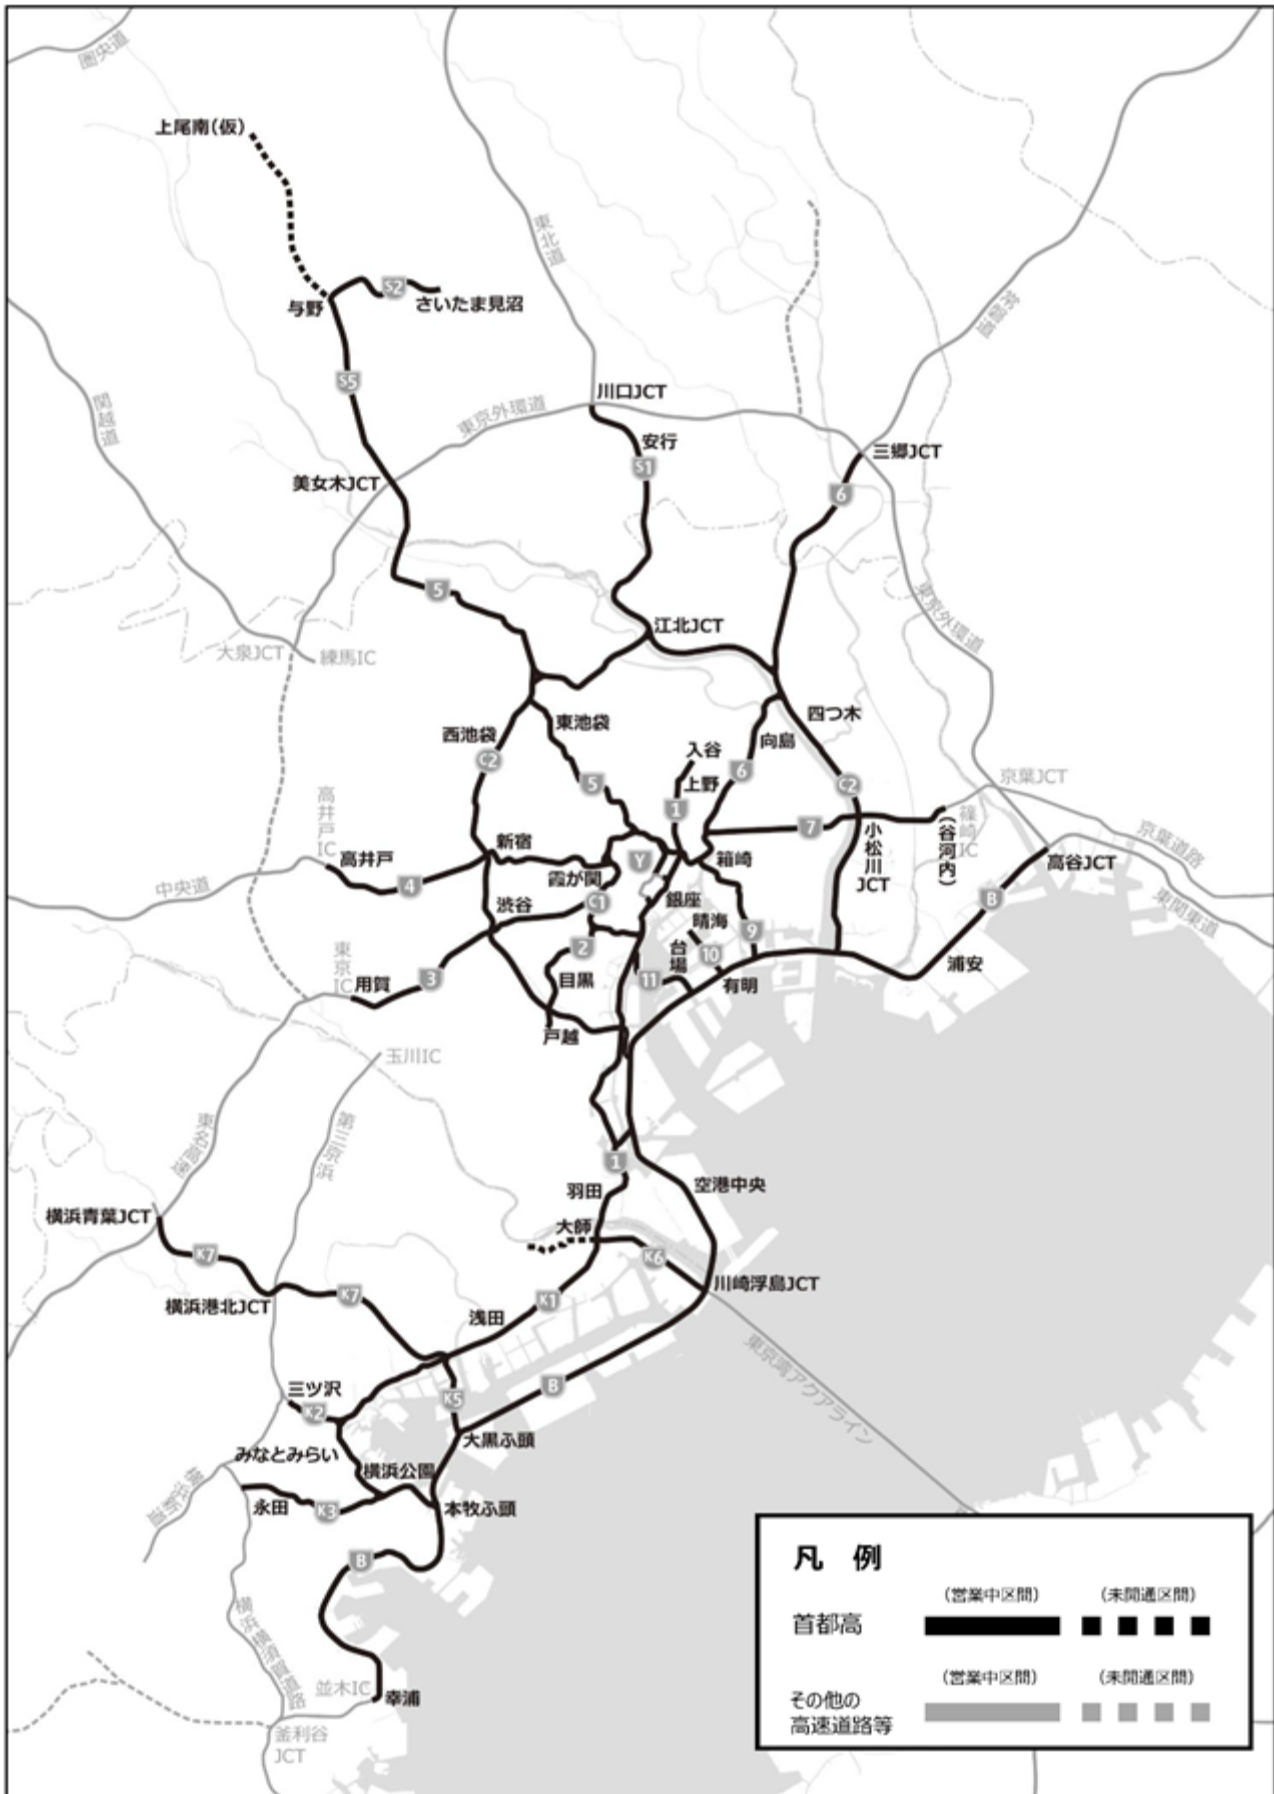 圏央道
上尾南(仮)
東北道
S2
与野
さいたま見沼
常磐道
S5
川口JCT
関越道
東京外環道
安行
三郷JCT
S1
美女木JCT
6
5
東京外環道
江北JCT
大泉JCT
練馬IC
四つ木
東池袋
西池袋
向島
入谷
C2
6
京葉JCT
5
上野
C2
高井戸IC
1
篠崎IC
7
(谷河内)
京葉道路
新宿
小松川JCT
高井戸
Y
箱崎
高谷JCT
霞が関
中央道
4
銀座
B
東関東道
渋谷
C1
晴海
9
東京IC
2
台場
10
浦安
用賀
3
目黒
11
有明
戸越
玉川IC
東名高速
第三京浜
1
羽田
空港中央
横浜青葉JCT
大師
K7
K6
川崎浮島JCT
横浜港北JCT
K7
K1
浅田
東京湾アクアライン
三ツ沢
B
K2
K5
大黒ふ頭
みなとみらい
横浜公園
横浜新道
永田
K3
本牧ふ頭
B
横浜横須賀道路
並木IC
幸浦
釜利谷
JCT
凡 例
(営業中区間)
(未開通区間)
首都高
(営業中区間)
(未開通区間)
その他の
高速道路等